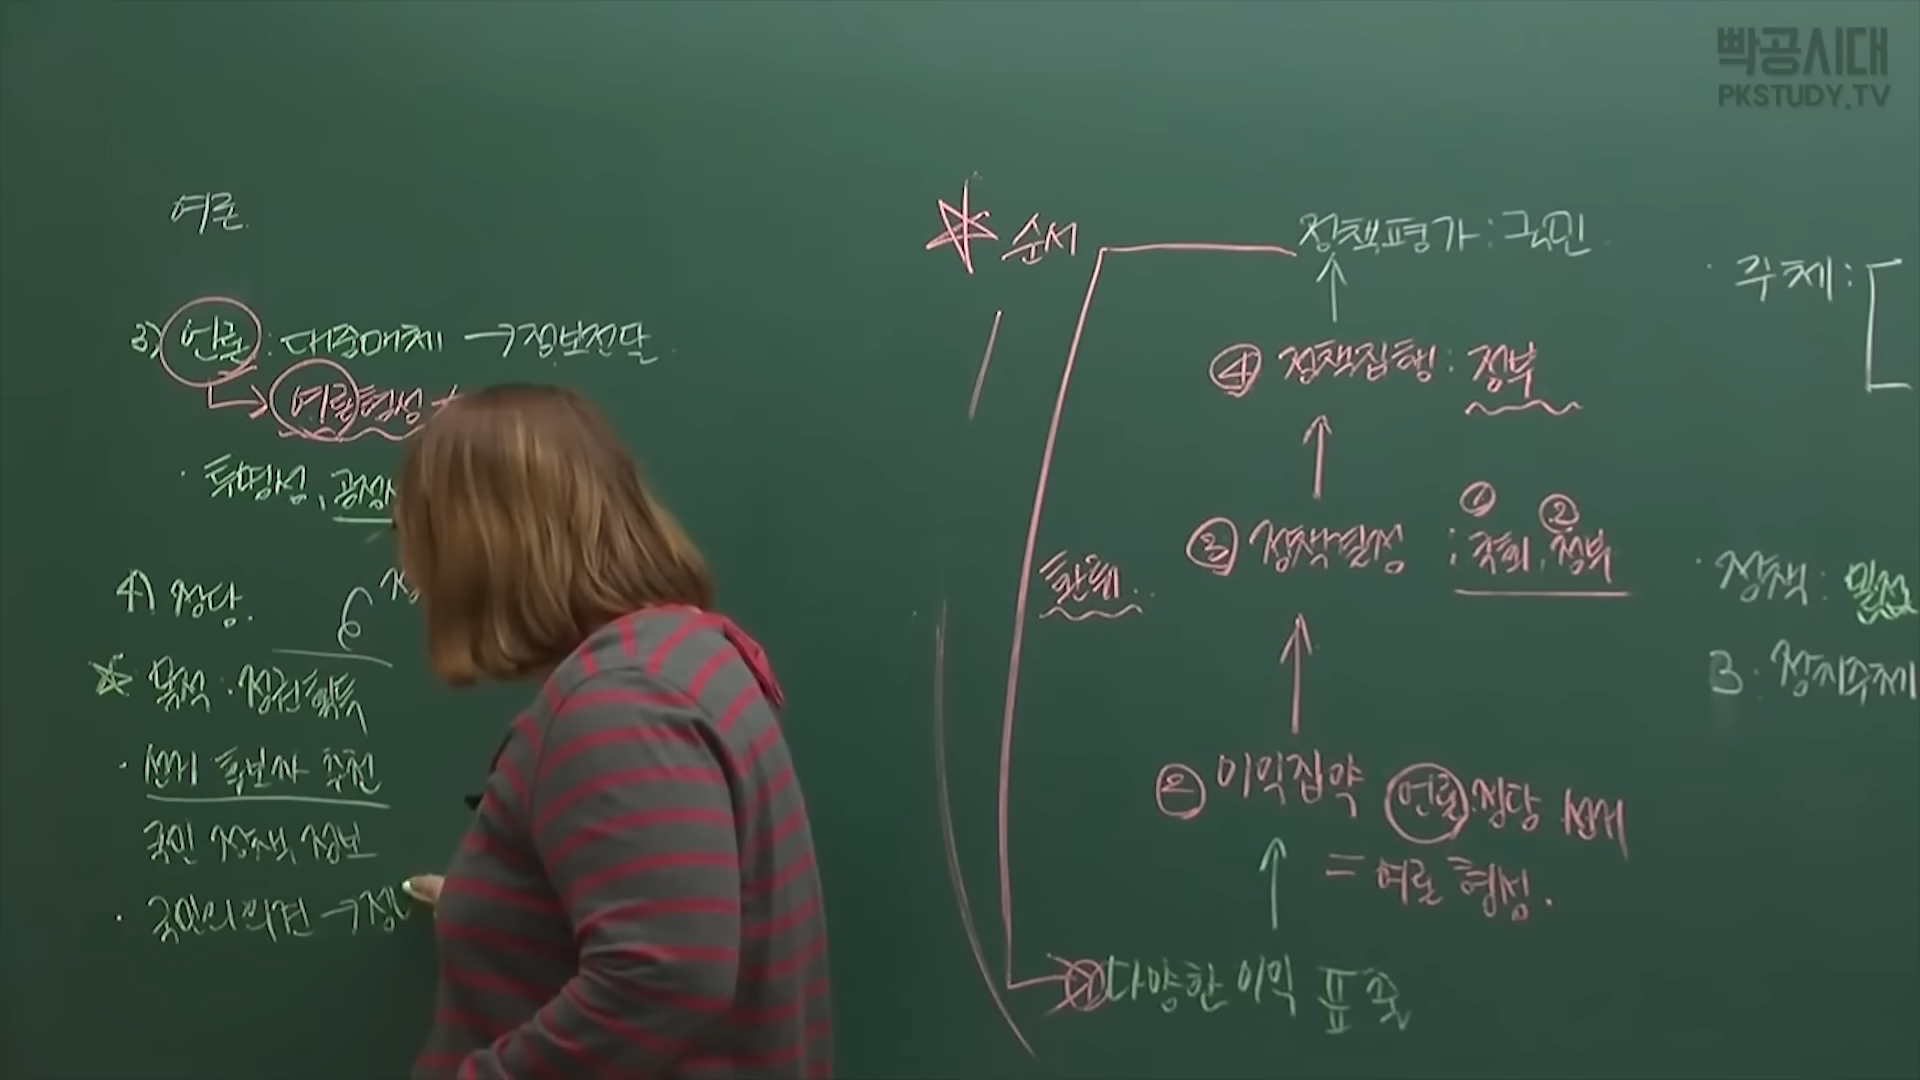 여론
3) 언론 : 대중매체 → 정보전달
여론형성
· 투명성, 공정
4) 정당.
목적 : 정권획득
· 선거 후보자 추천
국민 정책, 정보
· 국민의 의견 →
순서
정책평가 : 국민
④ 정책집행 : 정부
③ 정책결정 : ①국회, ②정부
환류
② 이익집약 언론, 정당 선거
= 여론 형성.
① 다양한 이익 표출
· 주체 :
· 정책 : 
B : 정치주체
빡공시대
PKSTUDY.TV